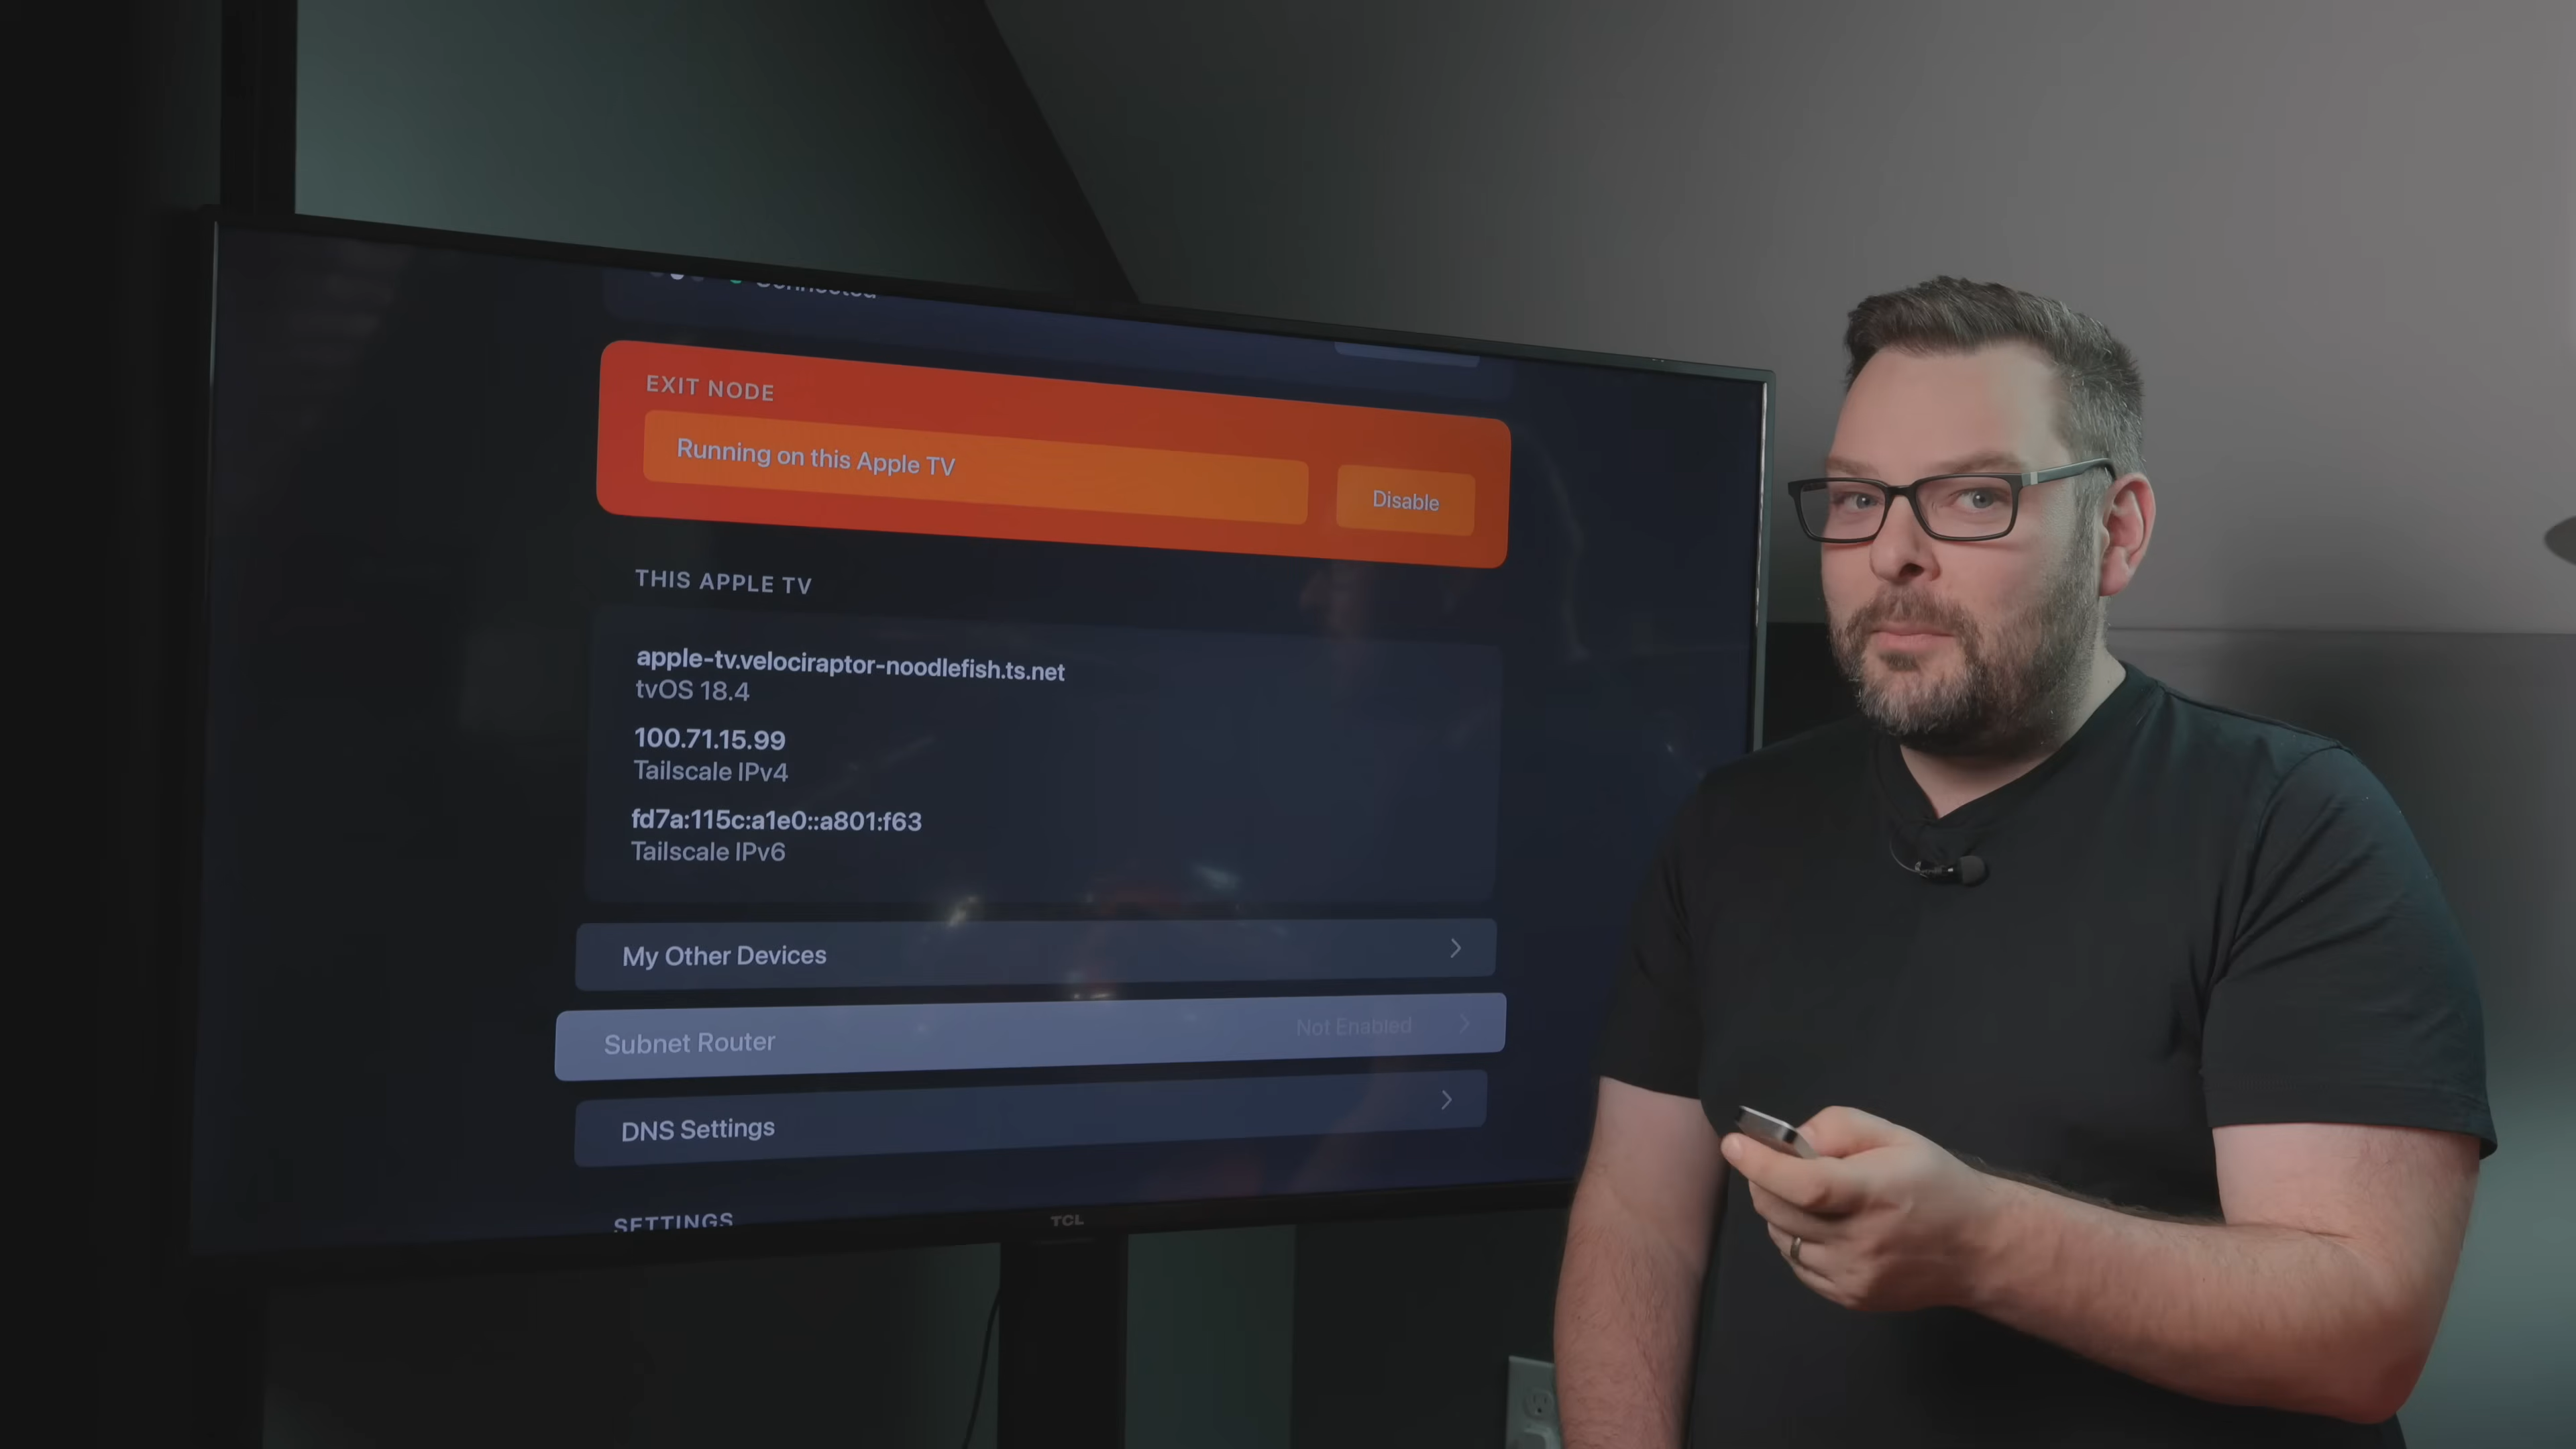 Connected
EXIT NODE
Running on this Apple TV
Disable
THIS APPLE TV
apple-tv.velociraptor-noodlefish.ts.net
tvOS 18.4
100.71.15.99
Tailscale IPv4
fd7a:115c:a1e0::a801:f63
Tailscale IPv6
My Other Devices
Subnet Router
Not Enabled
DNS Settings
SETTINGS
TCL